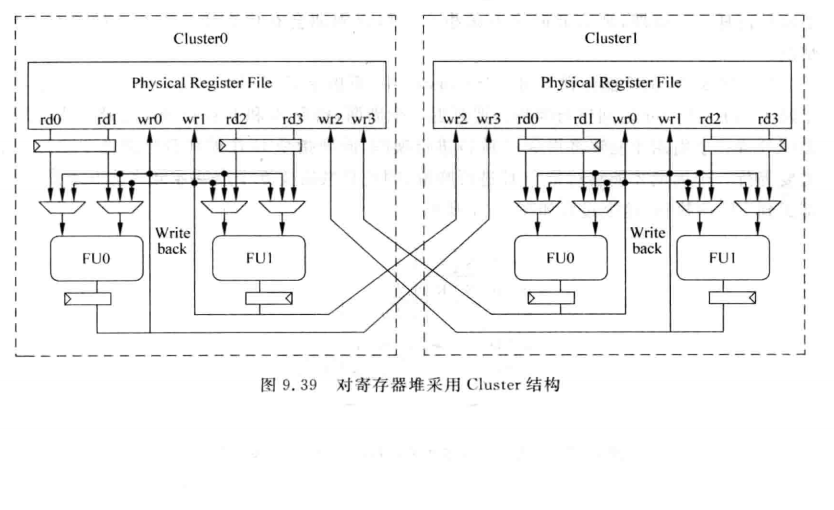 Cluster0 Cluster1
Physical Register File Physical Register File
rd0 rd1 wr0 wr1 rd2 rd3 wr2 wr3 wr2 wr3 rd0 rd1 wr0 wr1 rd2 rd3
Write back Write back
FU0 FU1 FU0 FU1
图 9.39 对寄存器堆采用 Cluster 结构